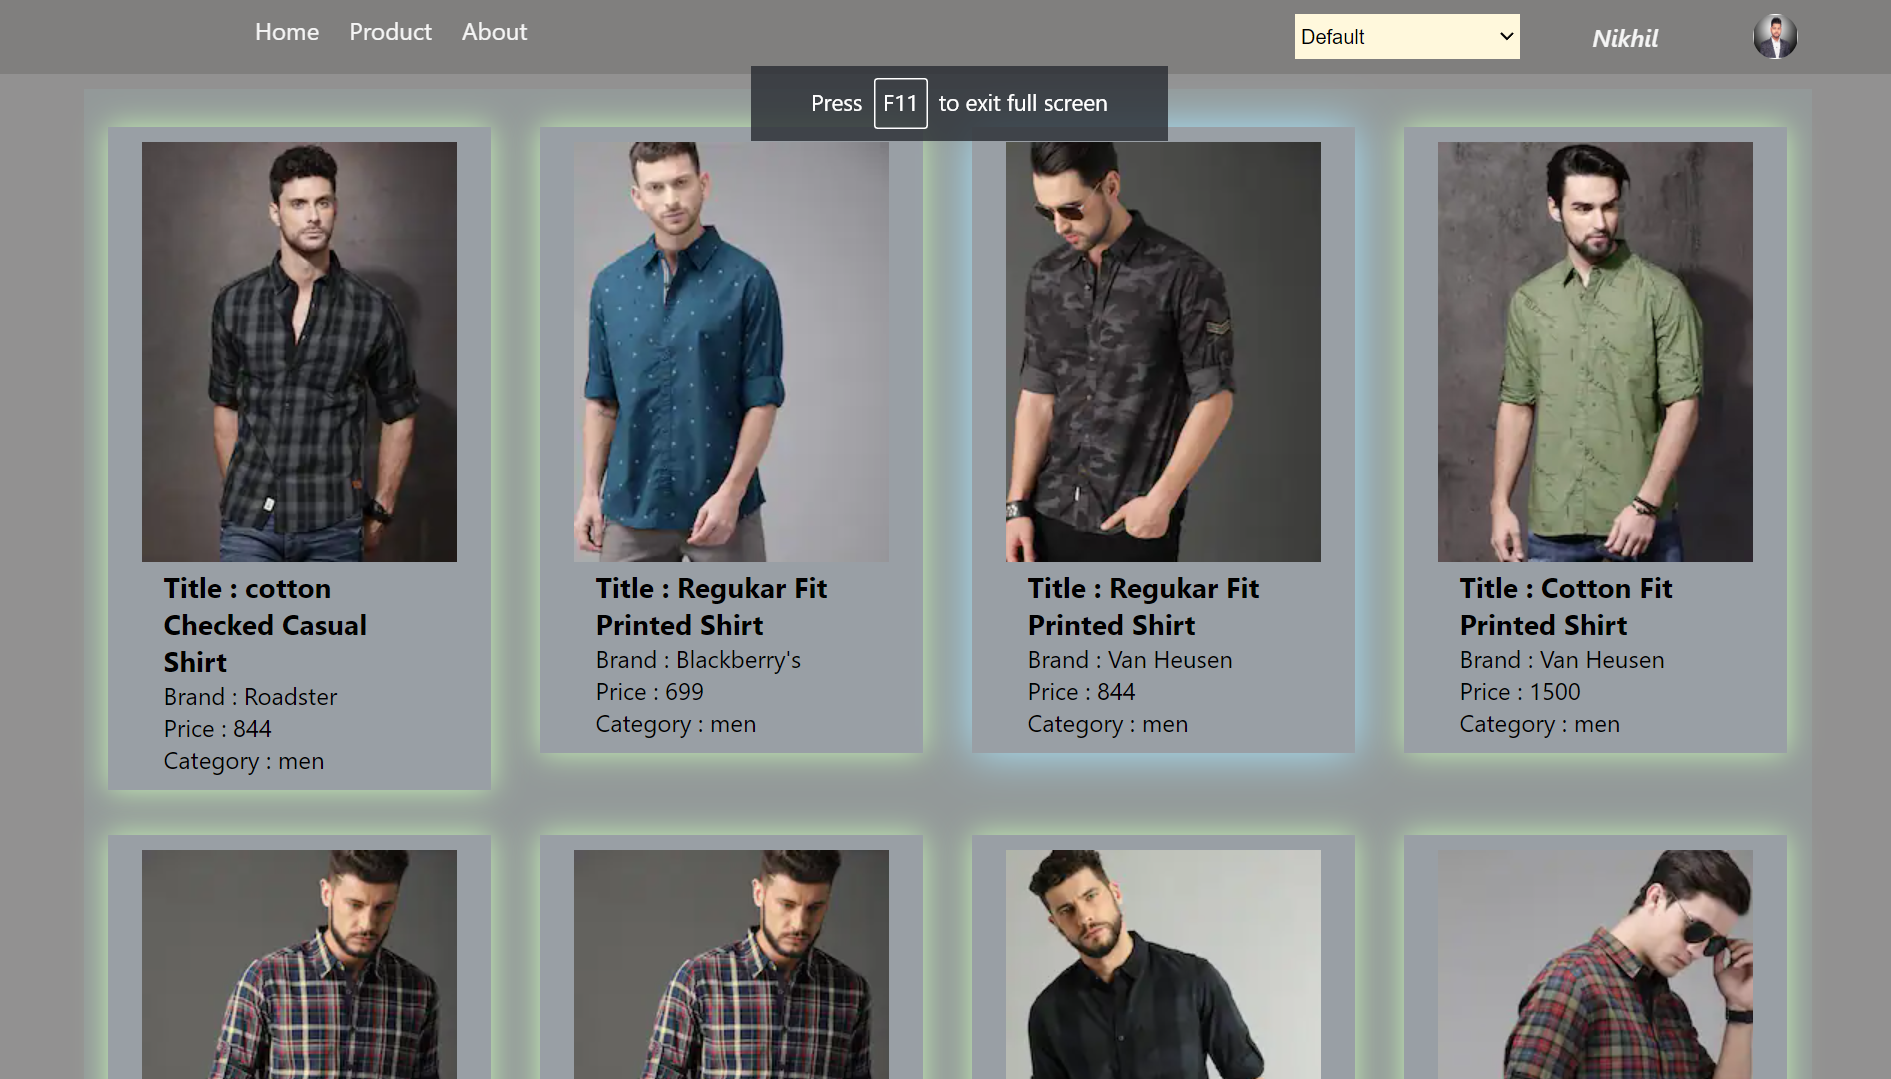 Home Product About Default Nikhil
Press F11 to exit full screen
Title : cotton
Checked Casual
Shirt
Brand : Roadster
Price : 844
Category : men
Title : Regukar Fit
Printed Shirt
Brand : Blackberry's
Price : 699
Category : men
Title : Regukar Fit
Printed Shirt
Brand : Van Heusen
Price : 844
Category : men
Title : Cotton Fit
Printed Shirt
Brand : Van Heusen
Price : 1500
Category : men